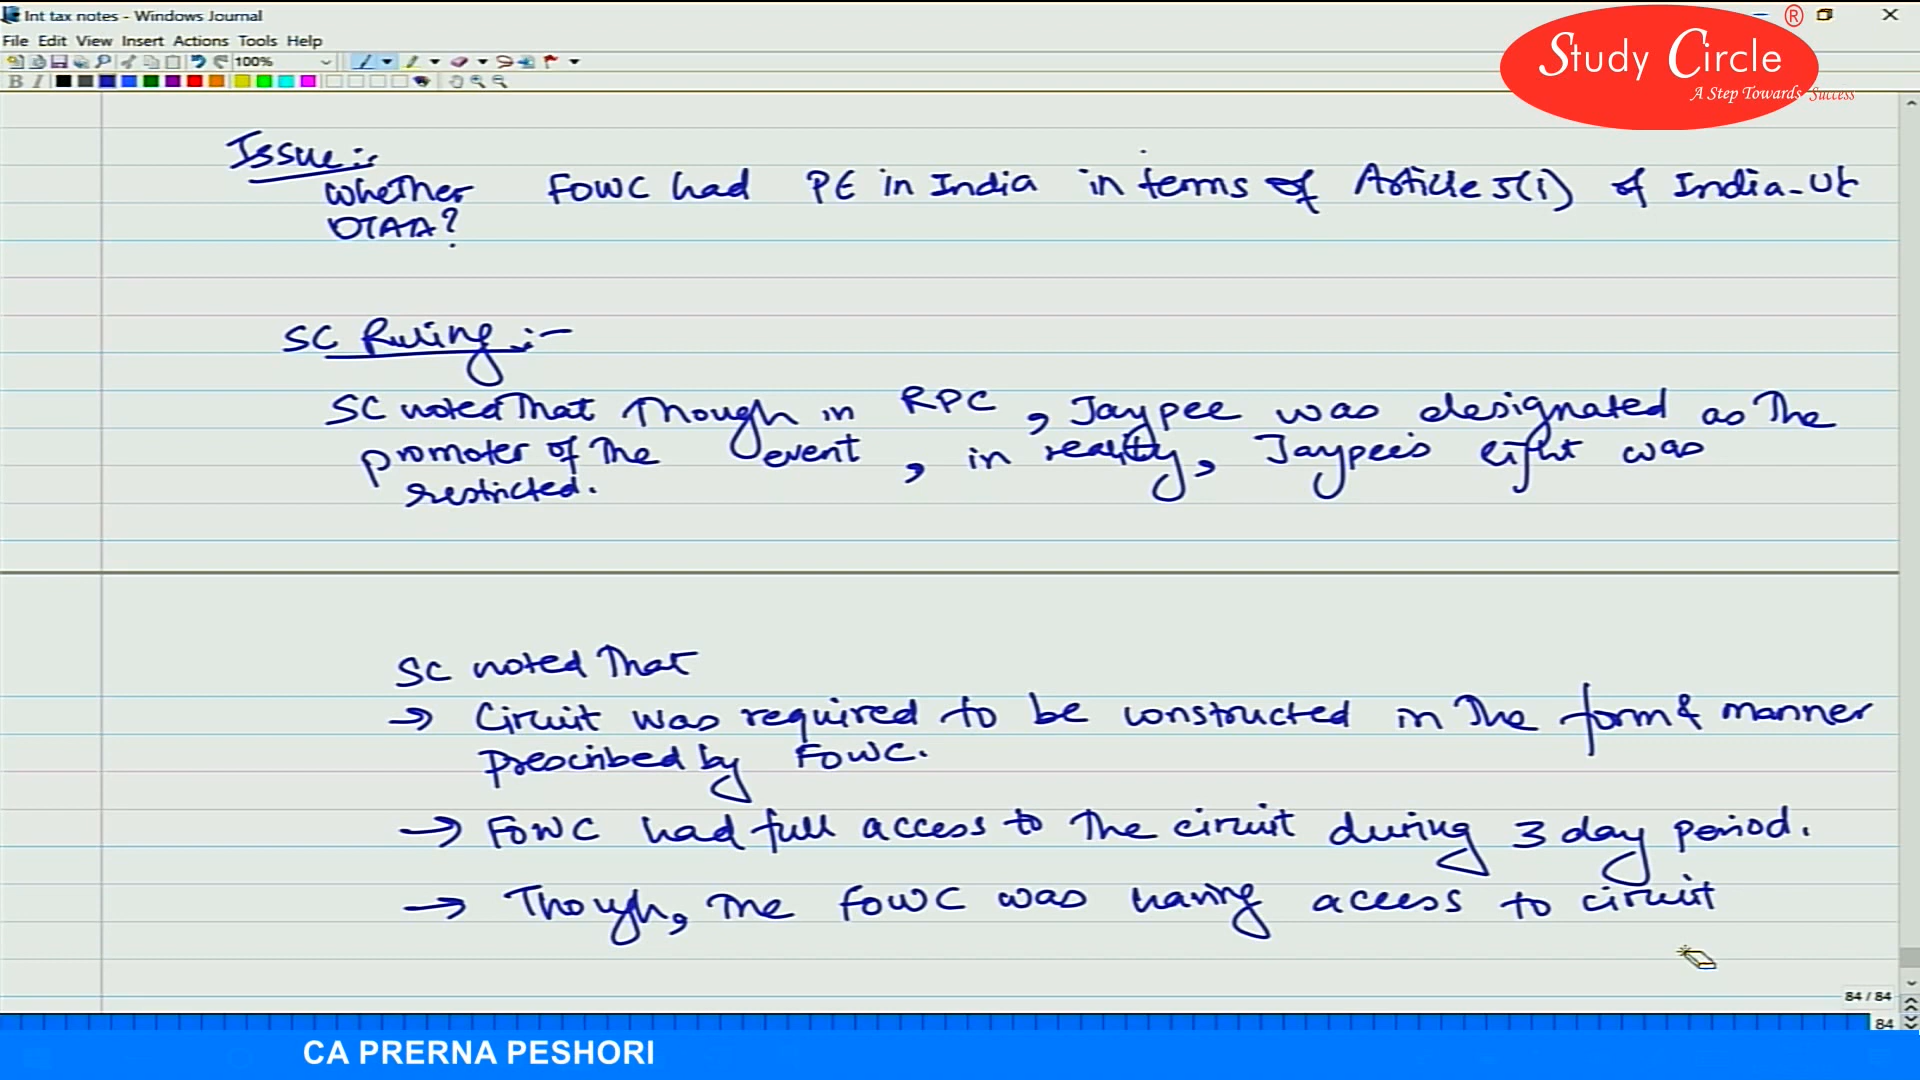 Int tax notes - Windows Journal
File Edit View Insert Actions Tools Help
100%
B I
Study Circle ®
A Step Towards Success
Issue:-
Whether FOWC had PE in India in terms of Article 5(1) of India-UK
DTAA?
SC Ruling :-
SC noted that though in RPC, Jaypee was designated as the
promoter of the event, in reality, Jaypee's right was
restricted.
SC noted that
→ Circuit was required to be constructed in the form & manner
prescribed by FOWC.
→ FOWC had full access to the circuit during 3 day period.
→ Though, the FOWC was having access to circuit
84 / 84
84
CA PRERNA PESHORI